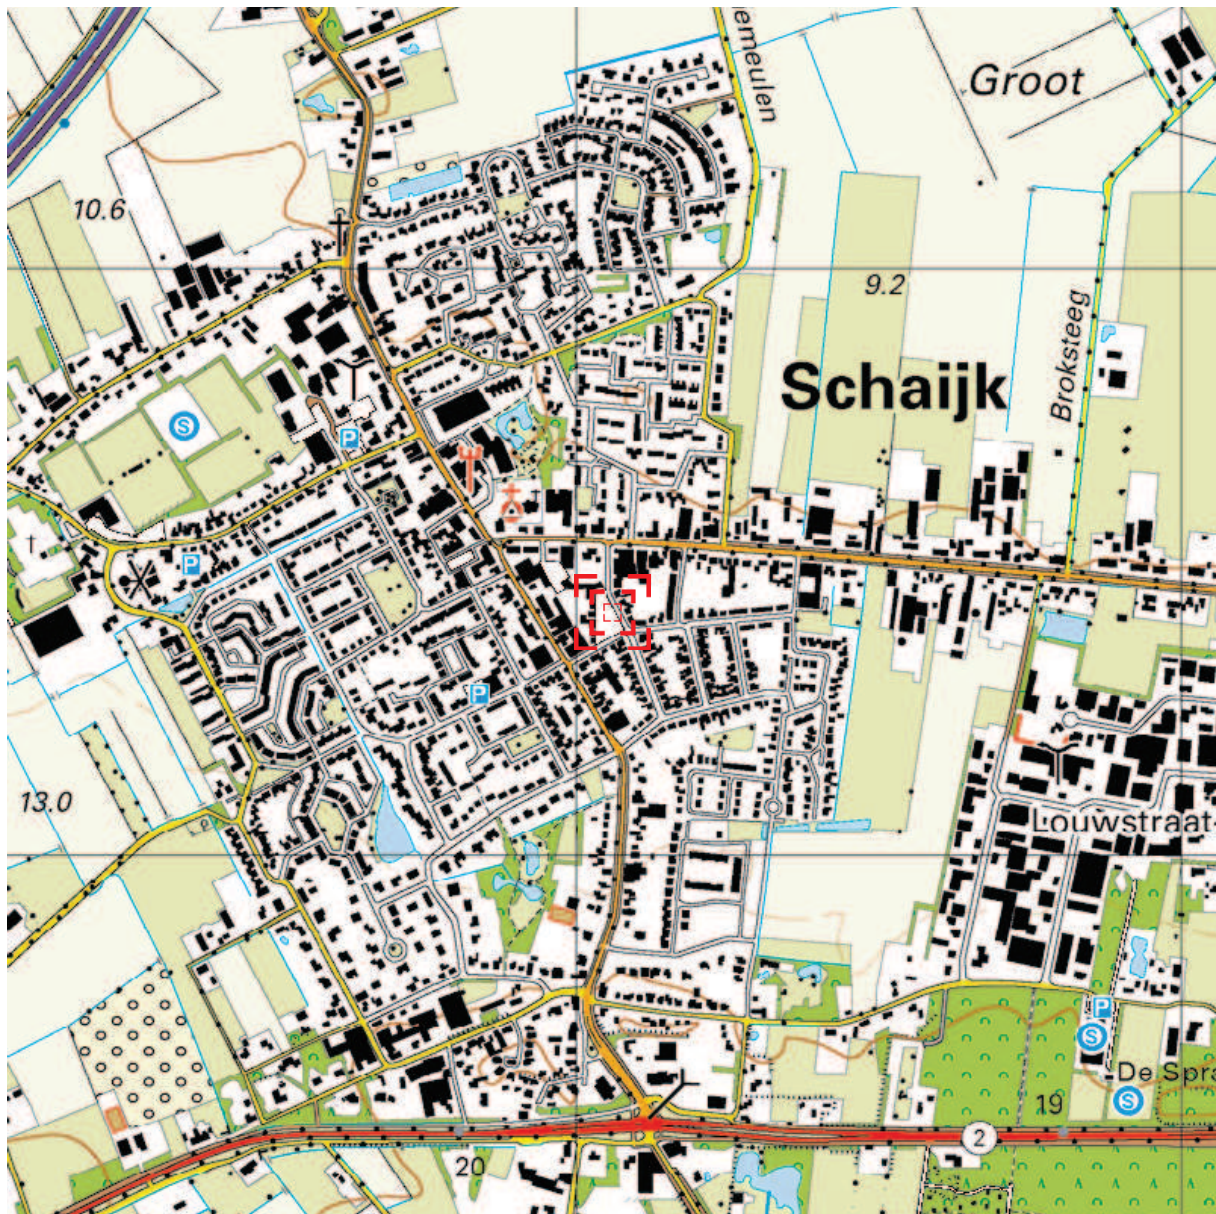 emeulen
Groot
10.6
9.2
Broksteeg
Schaijk
S
P
P
P
13.0
Louwstraat-
P
S
De Spra
S
19
2
20